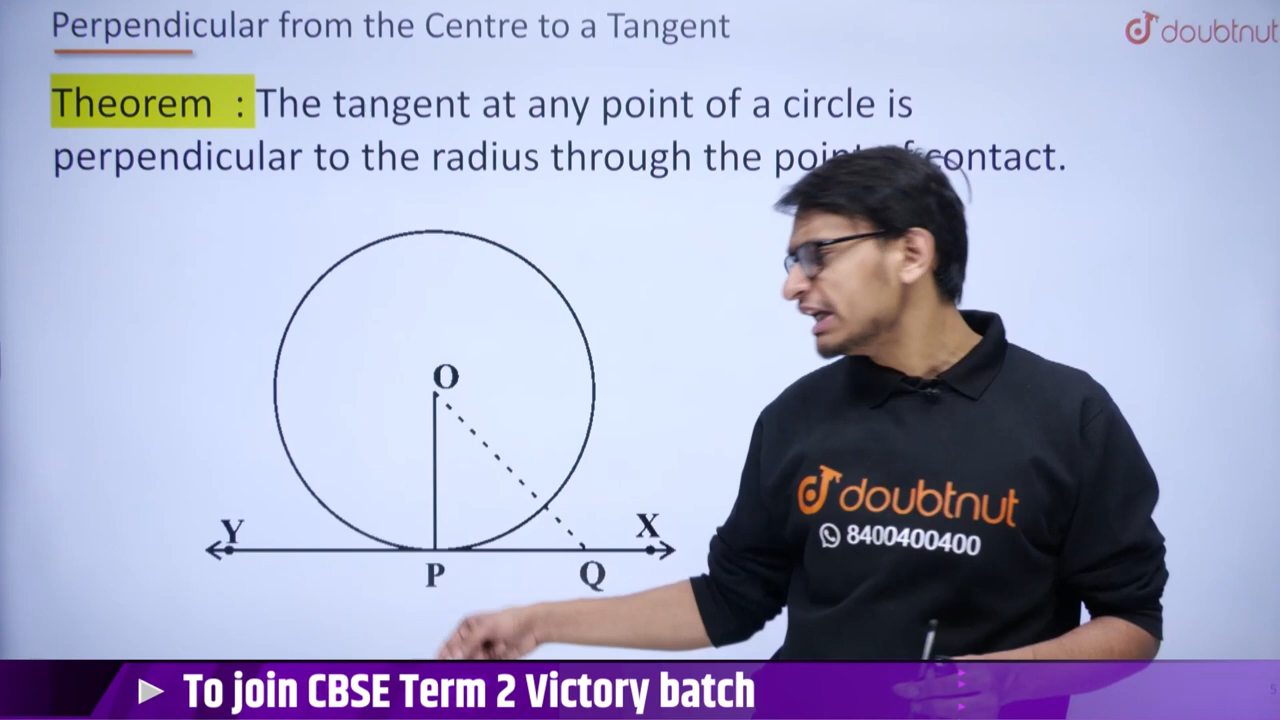 Perpendicular from the Centre to a Tangent
doubtnut
Theorem : The tangent at any point of a circle is
perpendicular to the radius through the point of contact.
O
Y
X
P
Q
doubtnut
8400400400
To join CBSE Term 2 Victory batch
5